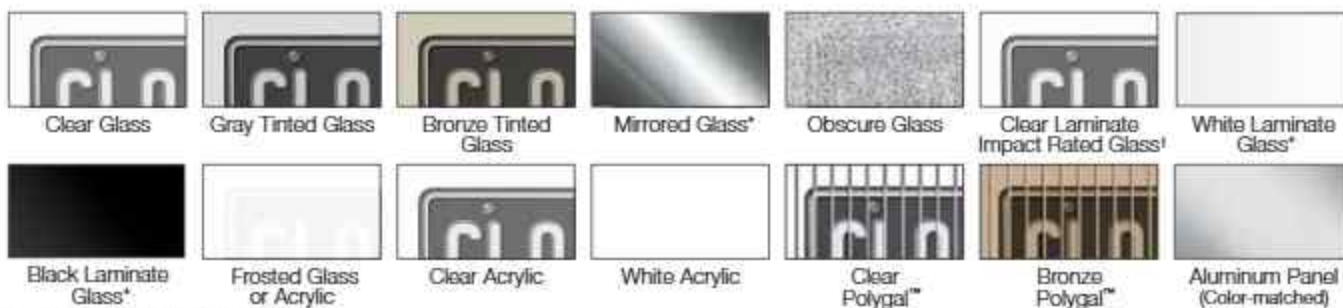 Clear Glass
Gray Tinted Glass
Bronze Tinted
Glass
Mirrored Glass*
Obscure Glass
Clear Laminate
Impact Rated Glass†
White Laminate
Glass*
Black Laminate
Glass*
Frosted Glass
or Acrylic
Clear Acrylic
White Acrylic
Clear
Polygal™
Bronze
Polygal™
Aluminum Panel
(Color-matched)